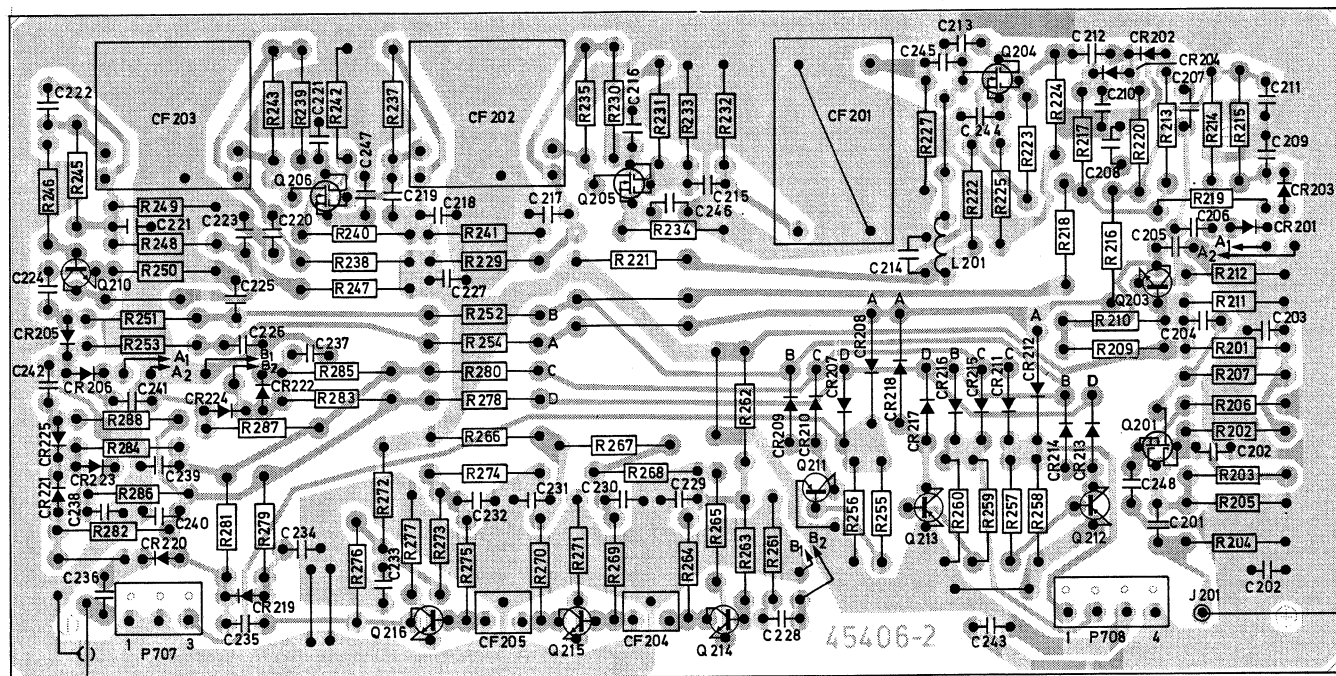 C213
C245
Q204
C212
CR202
CR204
C222
CF203
R243
R239
C221
R242
R237
CF202
R235
R230
C216
R231
R233
R232
CF201
R227
C244
R223
R224
R217
C210
R220
C207
R213
R214
R215
C211
C209
R246
R245
Q206
C247
C219
Q205
C215
R222
R225
C208
CR203
R249
C223
C220
C218
C217
C246
R219
C206
CR201
C221
R248
R240
R241
R234
R218
R216
C205
A1
A2
C224
R250
R238
R229
R221
C214
L201
R212
Q210
C225
R247
C227
Q203
R211
CR205
R251
R252
B
A
A
R210
C204
C203
R253
C226
B1
C237
R254
A
CR208
A
R209
R201
C242
CR206
A1
A2
B2
R285
R280
C
B
C
CR207
D
D
B
C
C
CR212
R207
C241
CR224
CR222
R283
R278
D
R262
CR218
CR216
CR215
CR211
B
D
R206
R288
R287
R266
R267
CR209
CR210
CR217
CR214
CR213
Q201
R202
CR225
R284
C202
CR223
C239
R274
R268
Q211
R203
CR221
R286
R272
C231
C230
C229
C248
R205
C238
C240
R281
R279
R277
R273
C232
R265
R256
R255
R260
R259
R257
R258
C201
R282
C234
R276
R275
R270
R271
R269
R264
R263
R261
B1
B2
Q213
Q212
R204
CR220
C233
C236
CR219
J201
C202
C235
Q216
CF205
CF204
C228
45406-2
C243
1 P707 3
Q215
Q214
1 P708 4